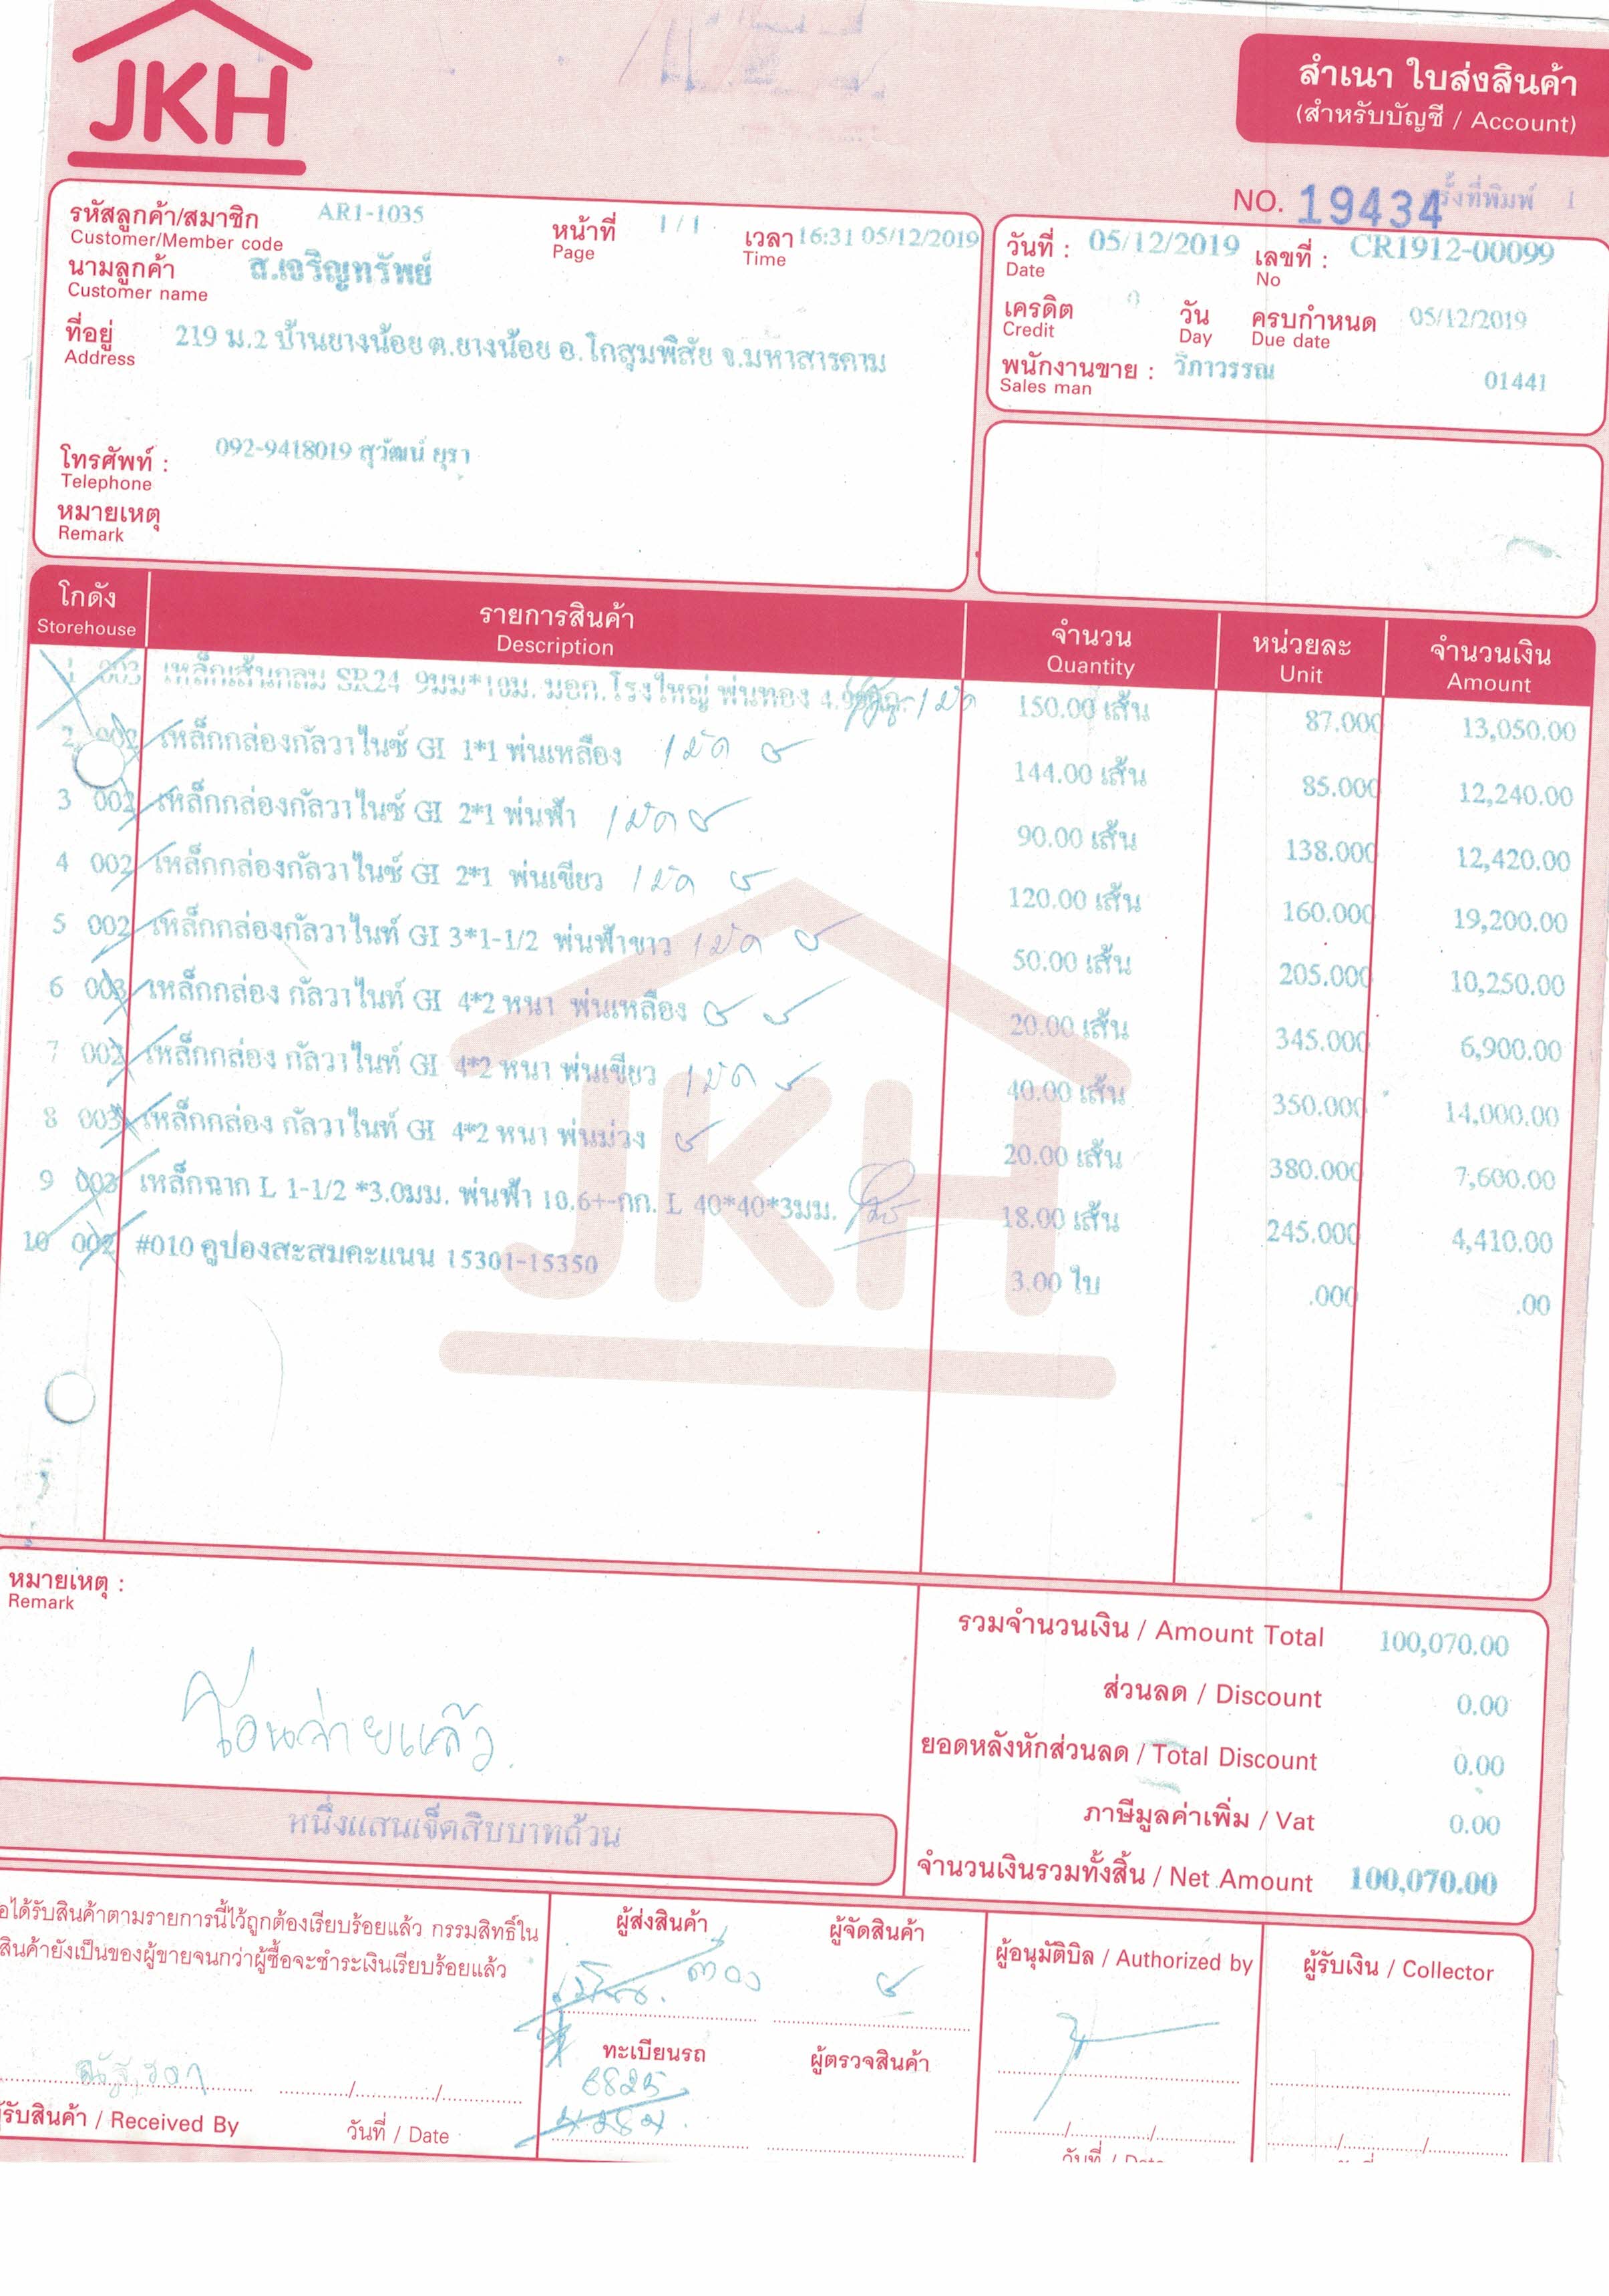 JKH
สำเนา ใบส่งสินค้า
(สำหรับบัญชี / Account)
NO. 19434
ครั้งที่พิมพ์ 1
รหัสลูกค้า/สมาชิก AR1-1035 หน้าที่ 1 / 1 เวลา 16:31 05/12/2019
Customer/Member code Page Time
นามลูกค้า ส.เจริญทรัพย์
Customer name
ที่อยู่ 219 ม.2 บ้านยางน้อย ต.ยางน้อย อ.โกสุมพิสัย จ.มหาสารคาม
Address
โทรศัพท์ : 092-9418019 สุวัฒน์ ยุรา
Telephone
หมายเหตุ
Remark
วันที่ : 05/12/2019 เลขที่ : CR1912-00099
Date No
เครดิต 0 วัน ครบกำหนด 05/12/2019
Credit Day Due date
พนักงานขาย : วิภาวรรณ 01441
Sales man
โกดัง รายการสินค้า จำนวน หน่วยละ จำนวนเงิน
Storehouse Description Quantity Unit Amount
1 003 เหล็กเส้นกลม SR24 9มม*10ม. มอก.โรงใหญ่ พ่นทอง 1 มัด 150.00 เส้น 87.000 13,050.00
2 002 เหล็กกล่องกัลวาไนซ์ GI 1*1 พ่นเหลือง 1 มัด 144.00 เส้น 85.000 12,240.00
3 002 เหล็กกล่องกัลวาไนซ์ GI 2*1 พ่นฟ้า 1 มัด 90.00 เส้น 138.000 12,420.00
4 002 เหล็กกล่องกัลวาไนซ์ GI 2*1 พ่นเขียว 1 มัด 120.00 เส้น 160.000 19,200.00
5 002 เหล็กกล่องกัลวาไนท์ GI 3*1-1/2 พ่นฟ้าขาว 1 มัด 50.00 เส้น 205.000 10,250.00
6 003 เหล็กกล่อง กัลวาไนท์ GI 4*2 หนา พ่นเหลือง 20.00 เส้น 345.000 6,900.00
7 002 เหล็กกล่อง กัลวาไนท์ GI 4*2 หนา พ่นเขียว 1 มัด 40.00 เส้น 350.000 14,000.00
8 003 เหล็กกล่อง กัลวาไนท์ GI 4*2 หนา พ่นม่วง 20.00 เส้น 380.000 7,600.00
9 003 เหล็กฉาก L 1-1/2 *3.0มม. พ่นฟ้า 10.6+-กก. L 40*40*3มม. 18.00 เส้น 245.000 4,410.00
10 002 #010 คูปองสะสมคะแนน 15301-15350 3.00 ใบ .000 .00
JKH
หมายเหตุ :
Remark
โอนจ่ายแล้ว
รวมจำนวนเงิน / Amount Total 100,070.00
ส่วนลด / Discount 0.00
ยอดหลังหักส่วนลด / Total Discount 0.00
ภาษีมูลค่าเพิ่ม / Vat 0.00
หนึ่งแสนเจ็ดสิบบาทถ้วน
จำนวนเงินรวมทั้งสิ้น / Net Amount 100,070.00
อได้รับสินค้าตามรายการนี้ไว้ถูกต้องเรียบร้อยแล้ว กรรมสิทธิ์ใน
สินค้ายังเป็นของผู้ขายจนกว่าผู้ซื้อจะชำระเงินเรียบร้อยแล้ว
ผู้ส่งสินค้า ผู้จัดสินค้า ผู้อนุมัติบิล / Authorized by ผู้รับเงิน / Collector
ทะเบียนรถ ผู้ตรวจสินค้า
6825
รับสินค้า / Received By วันที่ / Date
วันที่ / Date